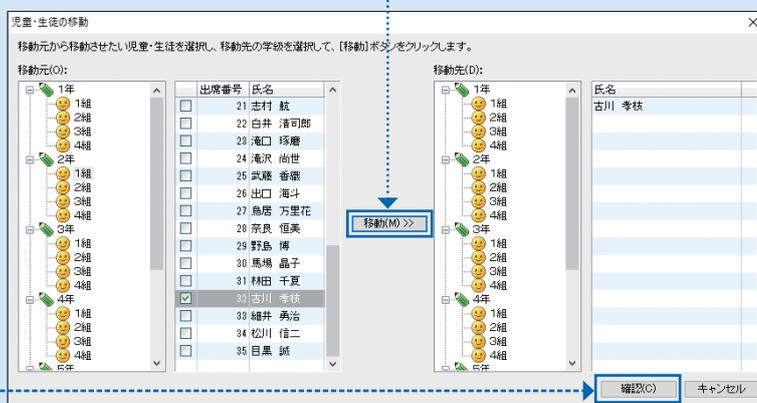 児童・生徒の移動
移動元から移動させたい児童・生徒を選択し、移動先の学級を選択して、[移動]ボタンをクリックします。
移動元(O):
1年
1組
2組
3組
4組
2年
1組
2組
3組
4組
3年
1組
2組
3組
4組
4年
1組
2組
3組
4組
5年
出席番号 氏名
21 志村 航
22 白井 清司郎
23 滝口 琢磨
24 滝沢 尚世
25 武藤 香織
26 出口 海斗
27 鳥居 万里花
28 奈良 恒美
29 野島 博
30 馬場 晶子
31 林田 千夏
32 古川 孝枝
33 細井 勇治
34 松川 信二
35 目黒 誠
移動(M) >>
移動先(D):
1年
1組
2組
3組
4組
2年
1組
2組
3組
4組
3年
1組
2組
3組
4組
4年
1組
2組
3組
4組
5年
氏名
古川 孝枝
確認(C)
キャンセル